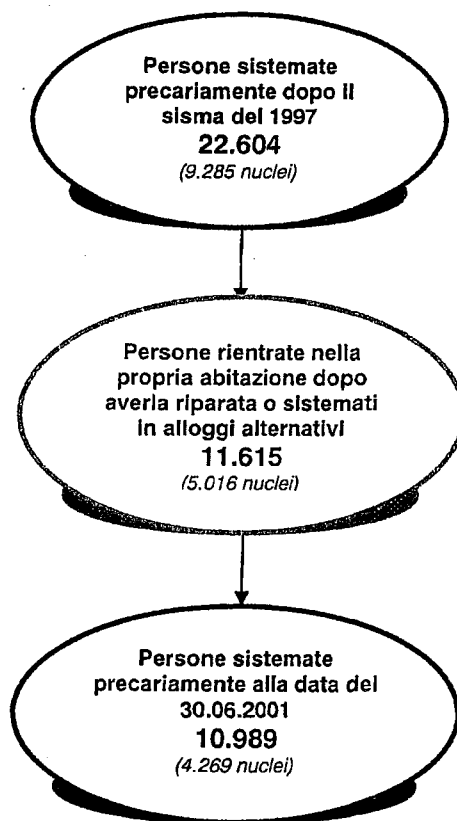 Persone sistemate
precariamente dopo il
sisma del 1997
22.604
(9.285 nuclei)
Persone rientrate nella
propria abitazione dopo
averla riparata o sistemati
in alloggi alternativi
11.615
(5.016 nuclei)
Persone sistemate
precariamente alla data del
30.06.2001
10.989
(4.269 nuclei)